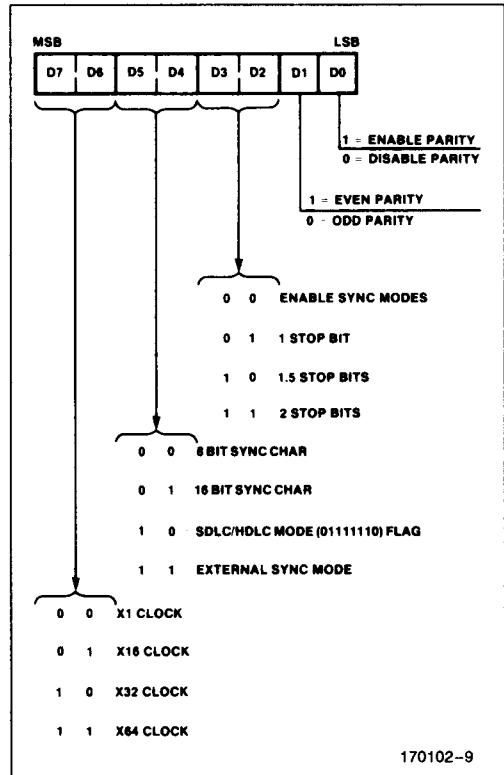 MSB LSB
D7 D6 D5 D4 D3 D2 D1 D0
1 = ENABLE PARITY
0 = DISABLE PARITY
1 = EVEN PARITY
0 - ODD PARITY
0 0 ENABLE SYNC MODES
0 1 1 STOP BIT
1 0 1.5 STOP BITS
1 1 2 STOP BITS
0 0 8 BIT SYNC CHAR
0 1 16 BIT SYNC CHAR
1 0 SDLC/HDLC MODE (01111110) FLAG
1 1 EXTERNAL SYNC MODE
0 0 X1 CLOCK
0 1 X16 CLOCK
1 0 X32 CLOCK
1 1 X64 CLOCK
170102-9